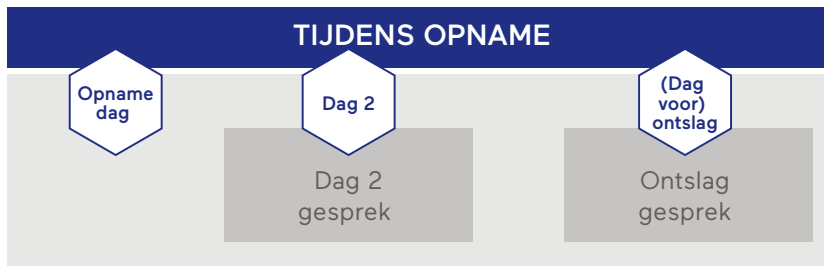 TIJDENS OPNAME
Opname
dag
Dag 2
(Dag
voor)
ontslag
Dag 2
gesprek
Ontslag
gesprek